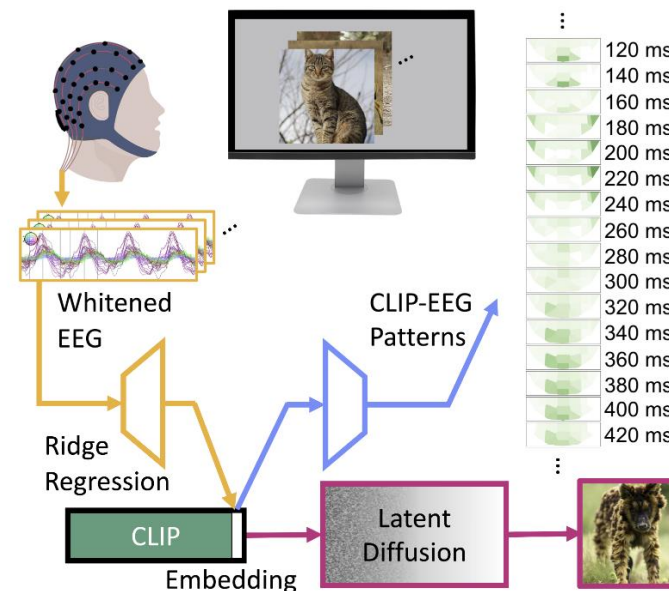 120 ms
140 ms
160 ms
180 ms
200 ms
220 ms
240 ms
260 ms
280 ms
300 ms
320 ms
340 ms
360 ms
380 ms
400 ms
420 ms
Whitened
EEG
CLIP-EEG
Patterns
Ridge
Regression
CLIP
Embedding
Latent
Diffusion